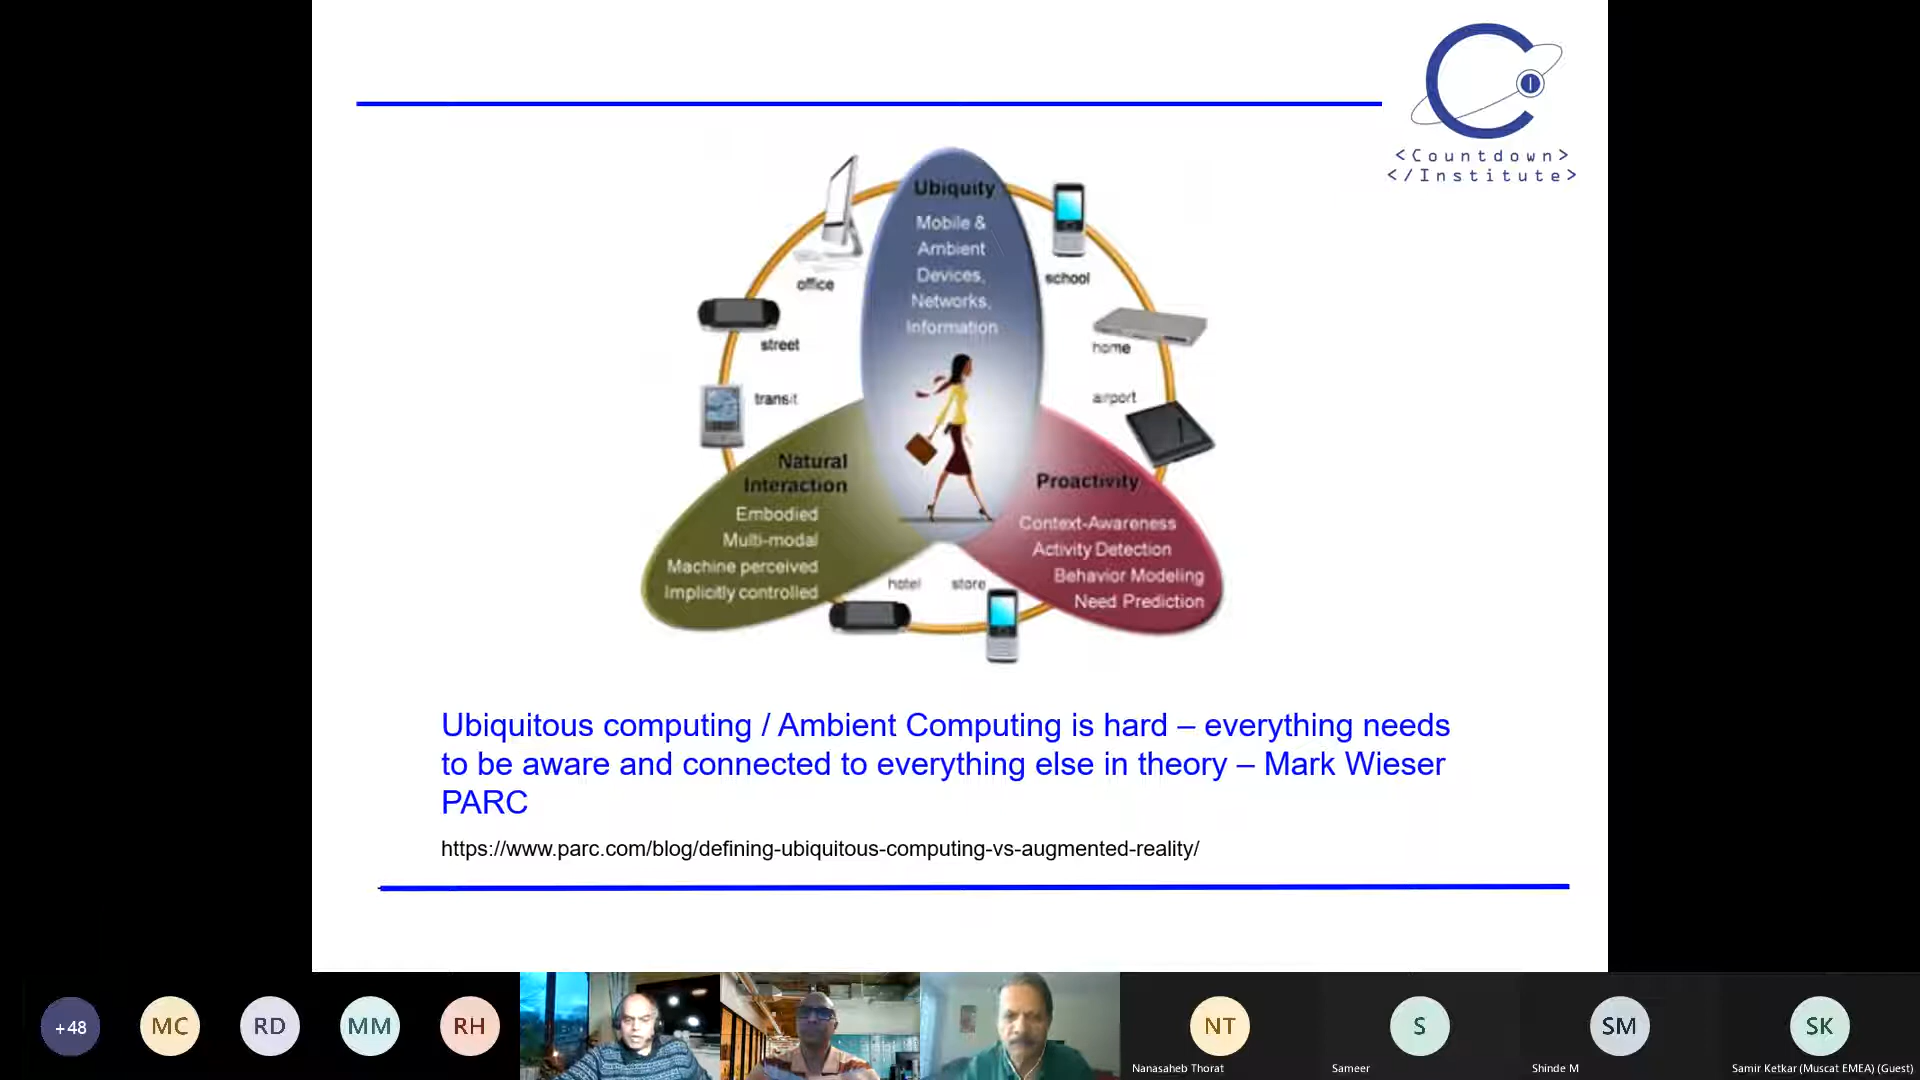 <Countdown>
</Institute>
Ubiquity
Mobile &
Ambient
Devices,
Networks,
Information
office
school
street
home
transit
airport
Natural
Interaction
Embodied
Multi-modal
Machine perceived
Implicitly controlled
Proactivity
Context-Awareness
Activity Detection
Behavior Modeling
Need Prediction
hotel
store
Ubiquitous computing / Ambient Computing is hard – everything needs
to be aware and connected to everything else in theory – Mark Wieser
PARC
https://www.parc.com/blog/defining-ubiquitous-computing-vs-augmented-reality/
+48
MC
RD
MM
RH
NT
S
SM
SK
Nanasaheb Thorat
Sameer
Shinde M
Samir Ketkar (Muscat EMEA) (Guest)